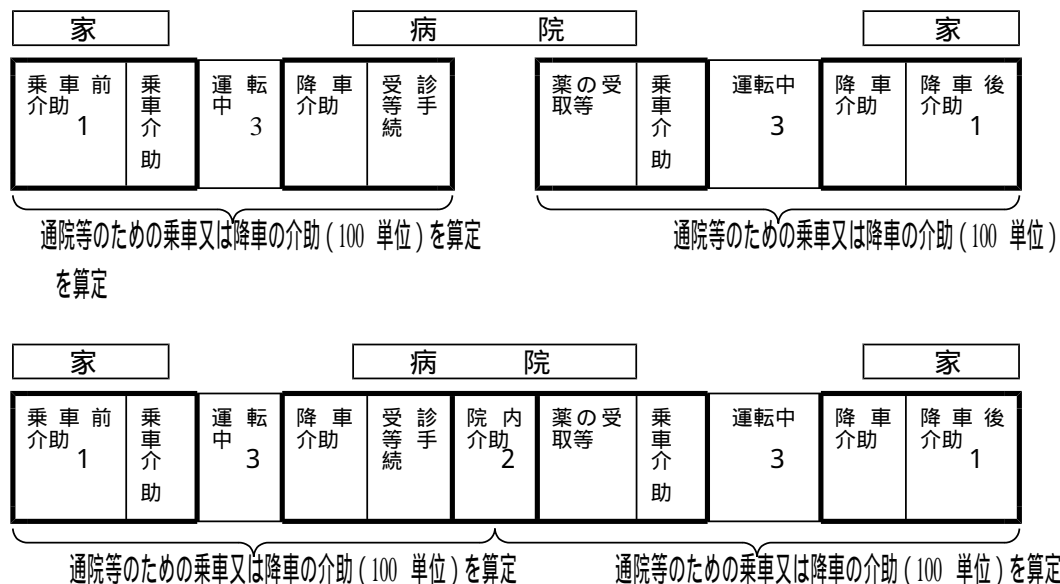 家 病 院 家
乗 車 前 乗 運 転 降 車 受 診 薬 の 受 乗 運転中 降 車 降 車 後
介助 車 中 介助 等 手 取等 車 介助 介助
1 介 3 続 介 3 1
助 助
通院等のための乗車又は降車の介助(100 単位)を算定 通院等のための乗車又は降車の介助(100 単位)
を算定
家 病 院 家
乗 車 前 乗 運 転 降 車 受 診 院 内 薬 の 受 乗 運転中 降 車 降 車 後
介助 車 中 介助 等 手 介助 取等 車 介助 介助
1 介 3 続 2 介 3 1
助 助
通院等のための乗車又は降車の介助(100 単位)を算定 通院等のための乗車又は降車の介助(100 単位)を算定